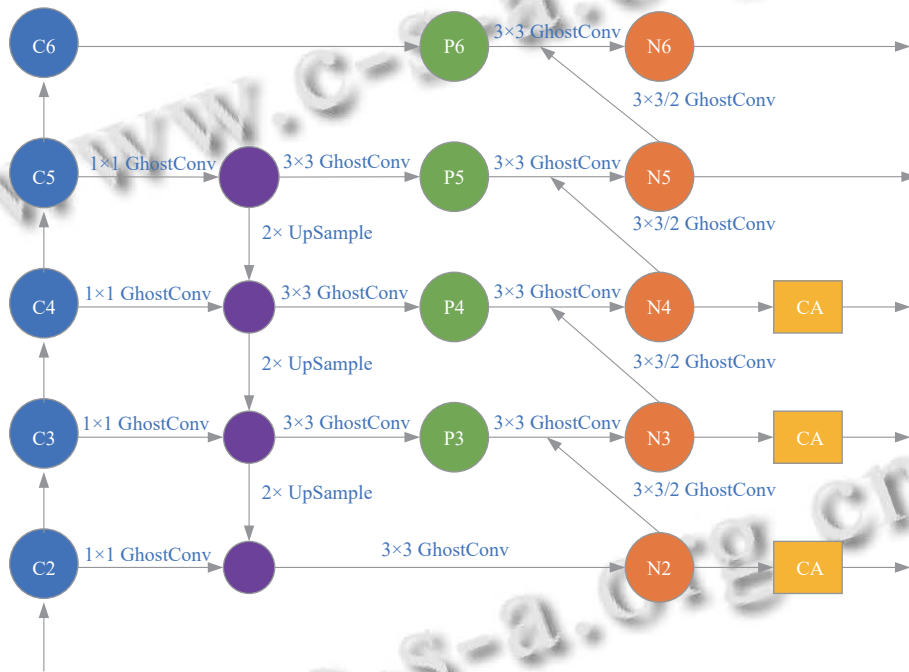 www.c-s-a.org.cn
3×3 GhostConv
C6
P6
N6
3×3/2 GhostConv
1×1 GhostConv
3×3 GhostConv
3×3 GhostConv
C5
P5
N5
2× UpSample
3×3/2 GhostConv
1×1 GhostConv
3×3 GhostConv
3×3 GhostConv
C4
P4
N4
CA
2× UpSample
3×3/2 GhostConv
1×1 GhostConv
3×3 GhostConv
3×3 GhostConv
C3
P3
N3
CA
2× UpSample
3×3/2 GhostConv
1×1 GhostConv
3×3 GhostConv
C2
N2
CA